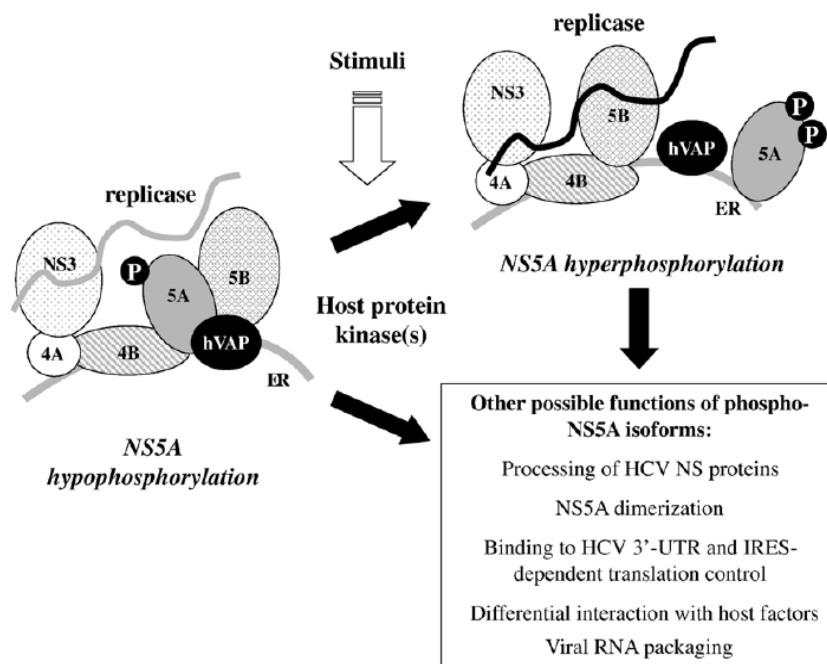 replicase
Stimuli
NS3
5B
P
P
hVAP
5A
4A
4B
ER
NS5A hyperphosphorylation
replicase
NS3
P
5A
5B
4A
4B
hVAP
ER
Host protein
kinase(s)
NS5A
hypophosphorylation
Other possible functions of phospho-
NS5A isoforms:
Processing of HCV NS proteins
NS5A dimerization
Binding to HCV 3'-UTR and IRES-
dependent translation control
Differential interaction with host factors
Viral RNA packaging